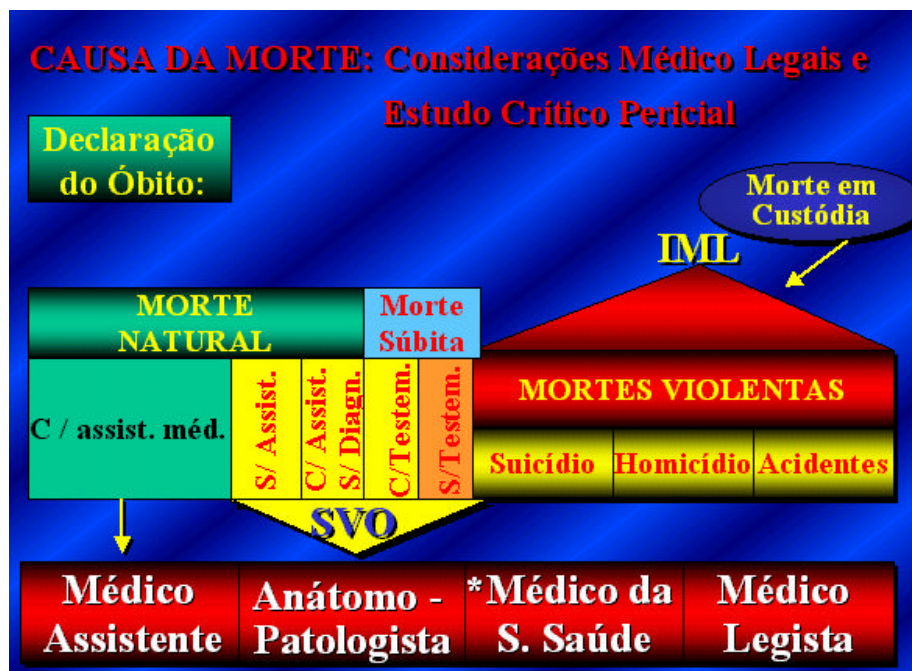 CAUSA DA MORTE: Considerações Médico Legais e
Estudo Crítico Pericial
Declaração
do Óbito:
Morte em
Custódia
IML
MORTE
NATURAL
Morte
Súbita
MORTES VIOLENTAS
C / assist. méd.
S/ Assist.
C/ Assist.
S/ Diagn.
C/Testem.
S/Testem.
Suicídio
Homicídio
Acidentes
SVO
Médico
Assistente
Anátomo -
Patologista
*Médico da
S. Saúde
Médico
Legista